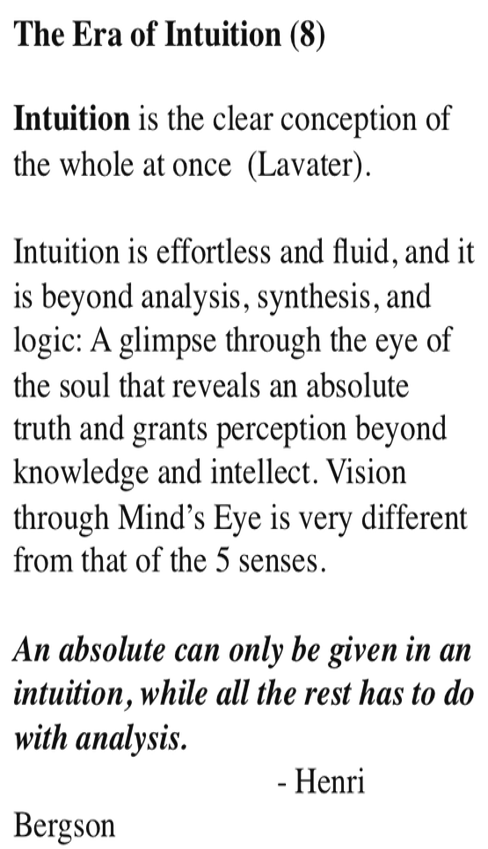 The Era of Intuition (8)
Intuition is the clear conception of
the whole at once (Lavater).
Intuition is effortless and fluid, and it
is beyond analysis, synthesis, and
logic: A glimpse through the eye of
the soul that reveals an absolute
truth and grants perception beyond
knowledge and intellect. Vision
through Mind’s Eye is very different
from that of the 5 senses.
An absolute can only be given in an
intuition, while all the rest has to do
with analysis.
- Henri
Bergson